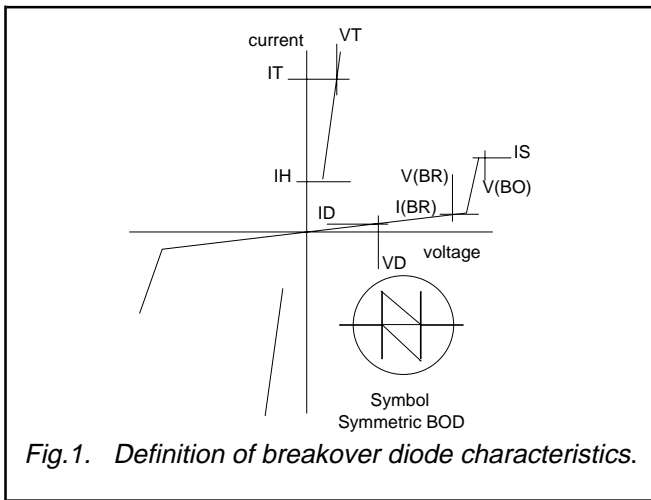 current
VT
IT
IS
IH
V(BR)
V(BO)
ID
I(BR)
voltage
VD
Symbol
Symmetric BOD
Fig.1. Definition of breakover diode characteristics.